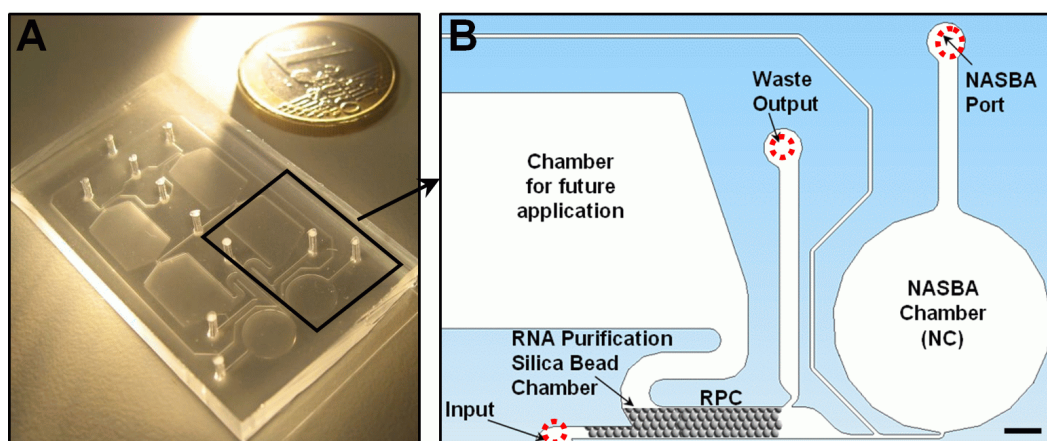 A
B
Waste
Output
NASBA
Port
Chamber
for future
application
NASBA
Chamber
(NC)
RNA Purification
Silica Bead
Chamber
RPC
Input